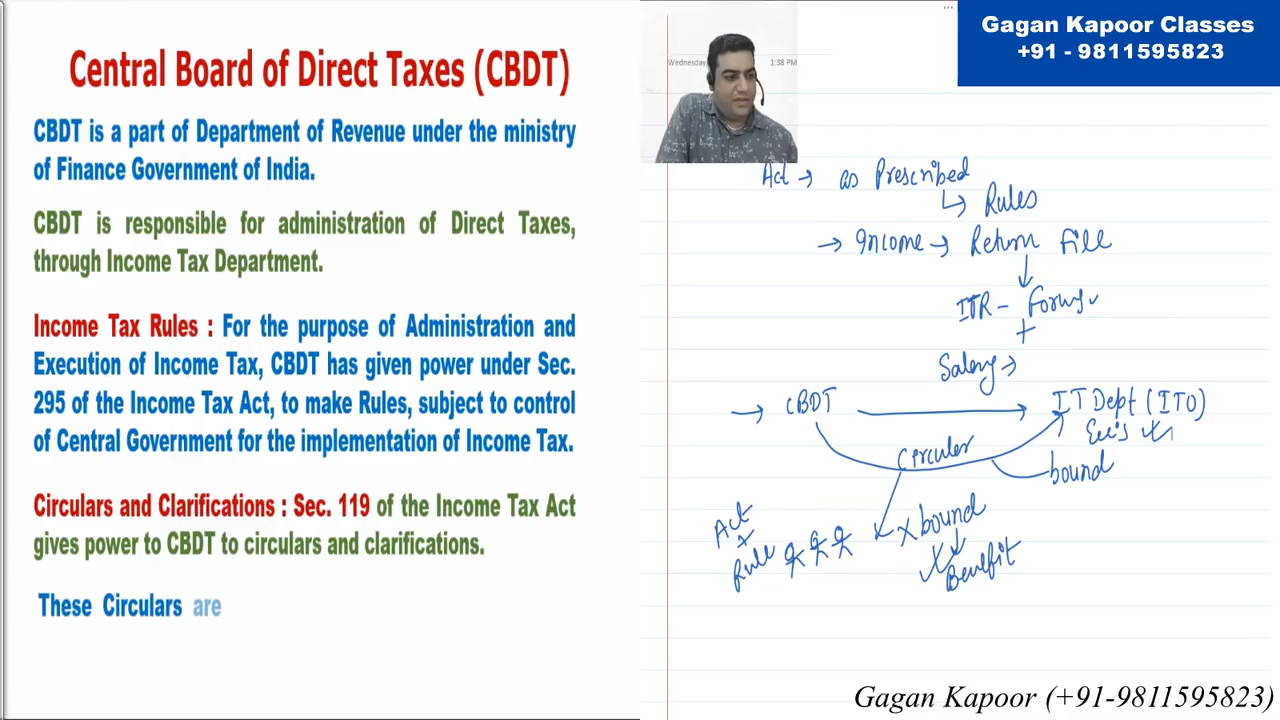 Central Board of Direct Taxes (CBDT)
CBDT is a part of Department of Revenue under the ministry
of Finance Government of India.
CBDT is responsible for administration of Direct Taxes,
through Income Tax Department.
Income Tax Rules : For the purpose of Administration and
Execution of Income Tax, CBDT has given power under Sec.
295 of the Income Tax Act, to make Rules, subject to control
of Central Government for the implementation of Income Tax.
Circulars and Clarifications : Sec. 119 of the Income Tax Act
gives power to CBDT to circulars and clarifications.
These Circulars are
Gagan Kapoor Classes
+91 - 9811595823
Wednesday,
1:38 PM
Act → as Prescribed
↳ Rules
→ Income → Return Fill
↓
ITR - Forms
+
Salary →
→ CBDT → IT Dept (ITO)
Circular
bound
Act
+
Rule
X bound
Benefit
Gagan Kapoor (+91-9811595823)